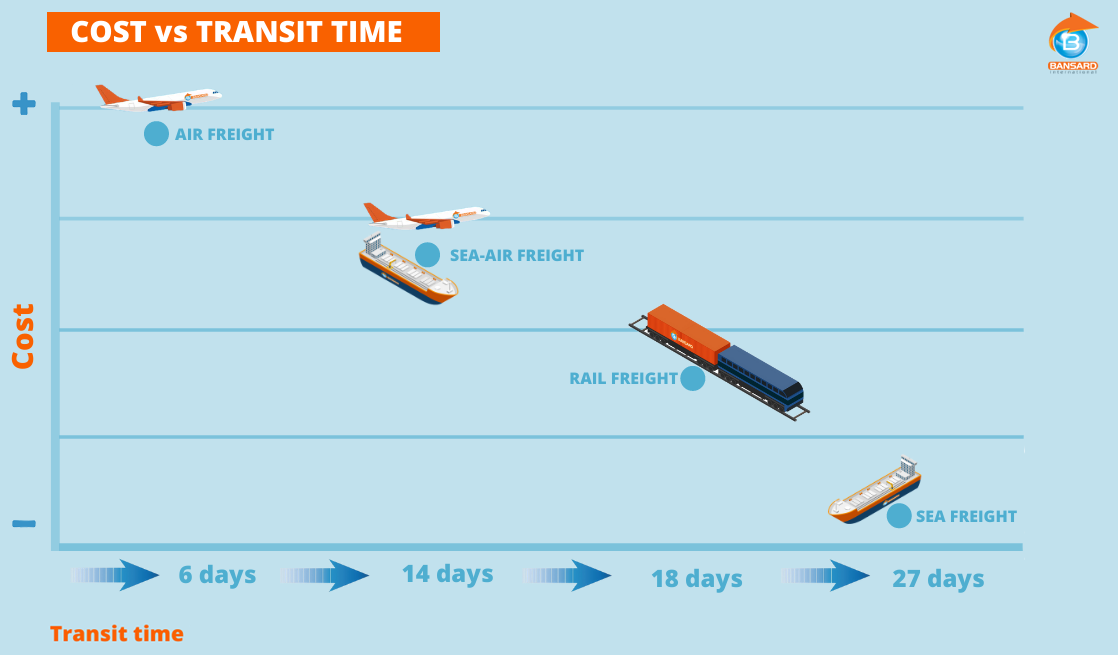 COST vs TRANSIT TIME
B
BANSARD
International
+
AIR FREIGHT
SEA-AIR FREIGHT
Cost
BANSARD
RAIL FREIGHT
SEA FREIGHT
–
6 days
14 days
18 days
27 days
Transit time